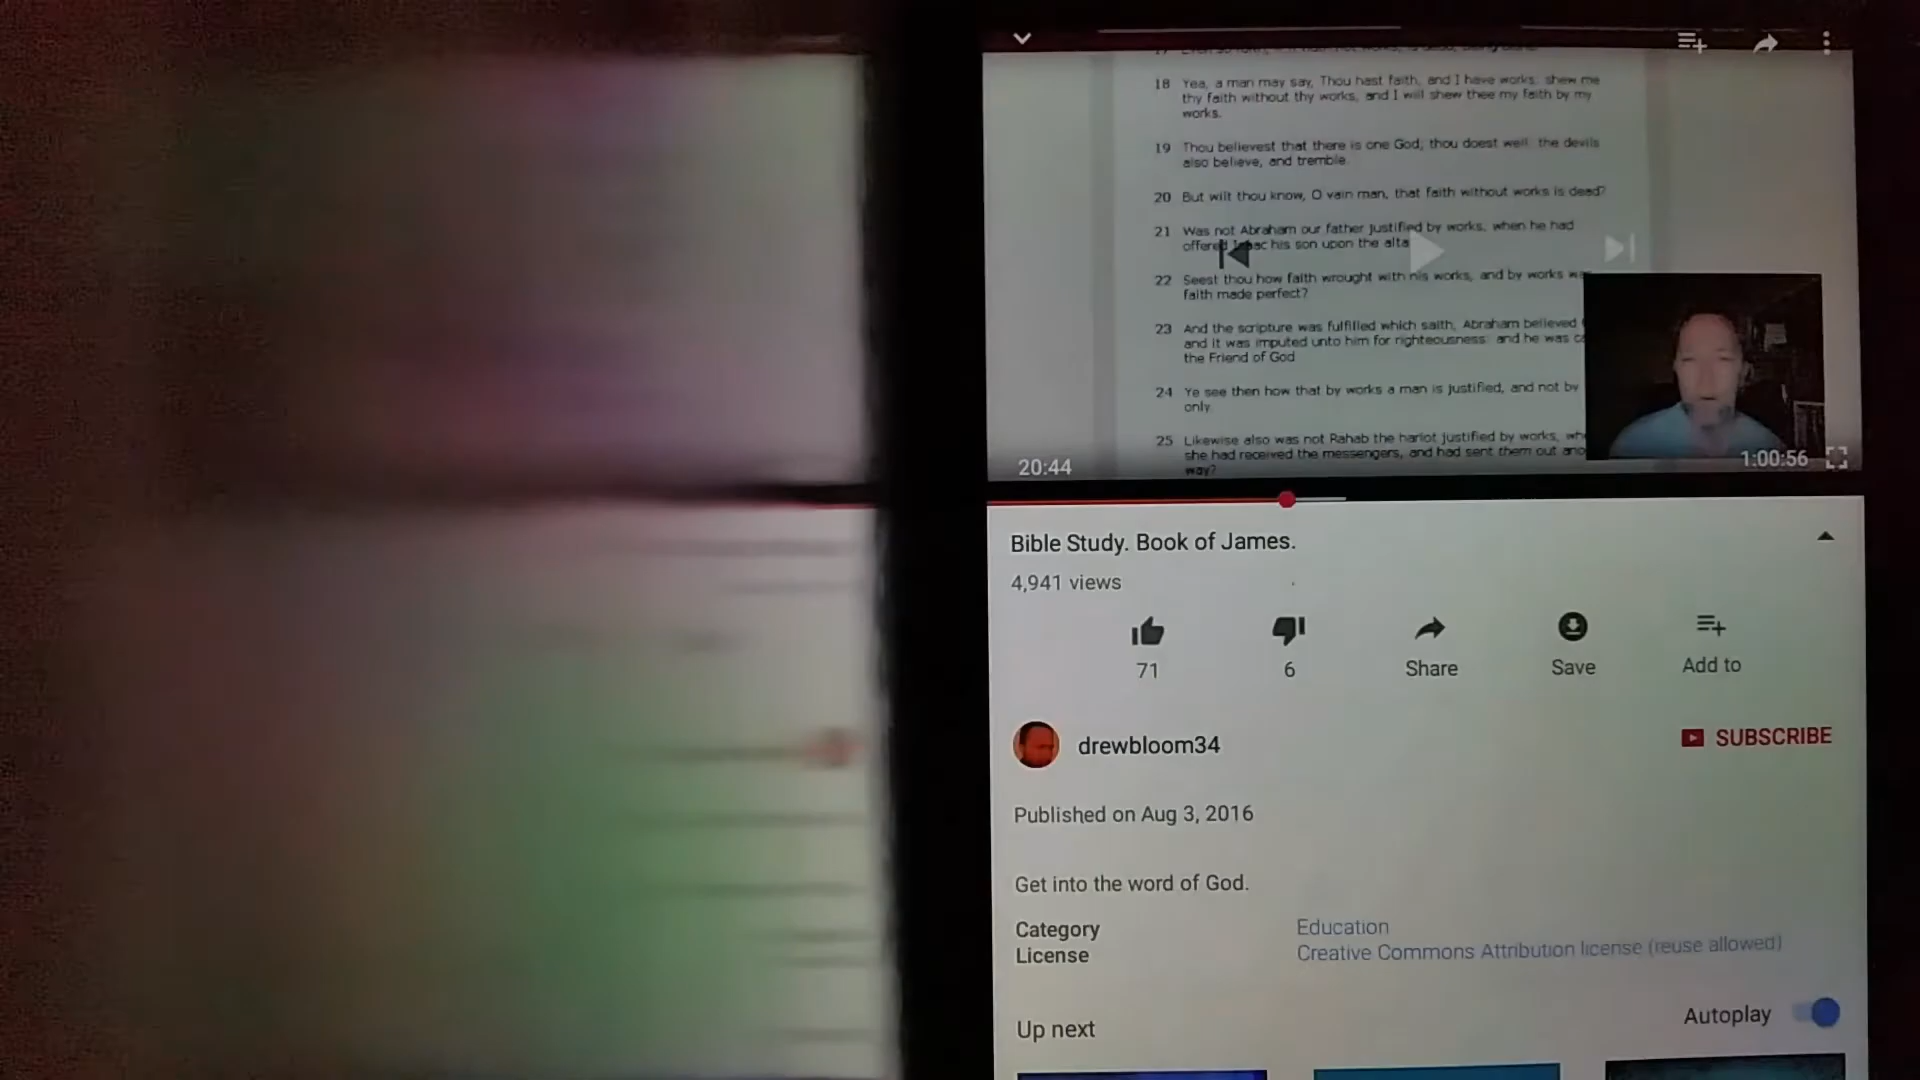 18 Yea, a man may say, Thou hast faith, and I have works: shew me
thy faith without thy works, and I will shew thee my faith by my
works.
19 Thou believest that there is one God; thou doest well: the devils
also believe, and tremble.
20 But wilt thou know, O vain man, that faith without works is dead?
21 Was not Abraham our father justified by works, when he had
offered Isaac his son upon the alta
22 Seest thou how faith wrought with his works, and by works
faith made perfect?
23 And the scripture was fulfilled which saith, Abraham believed
and it was imputed unto him for righteousness: and he was
the Friend of God
24 Ye see then how that by works a man is justified, and not by
only.
25 Likewise also was not Rahab the harlot justified by works,
she had received the messengers, and had sent them out
way?
20:44
1:00:56
Bible Study. Book of James.
4,941 views
71 6 Share Save Add to
drewbloom34 SUBSCRIBE
Published on Aug 3, 2016
Get into the word of God.
Category Education
License Creative Commons Attribution license (reuse allowed)
Up next Autoplay